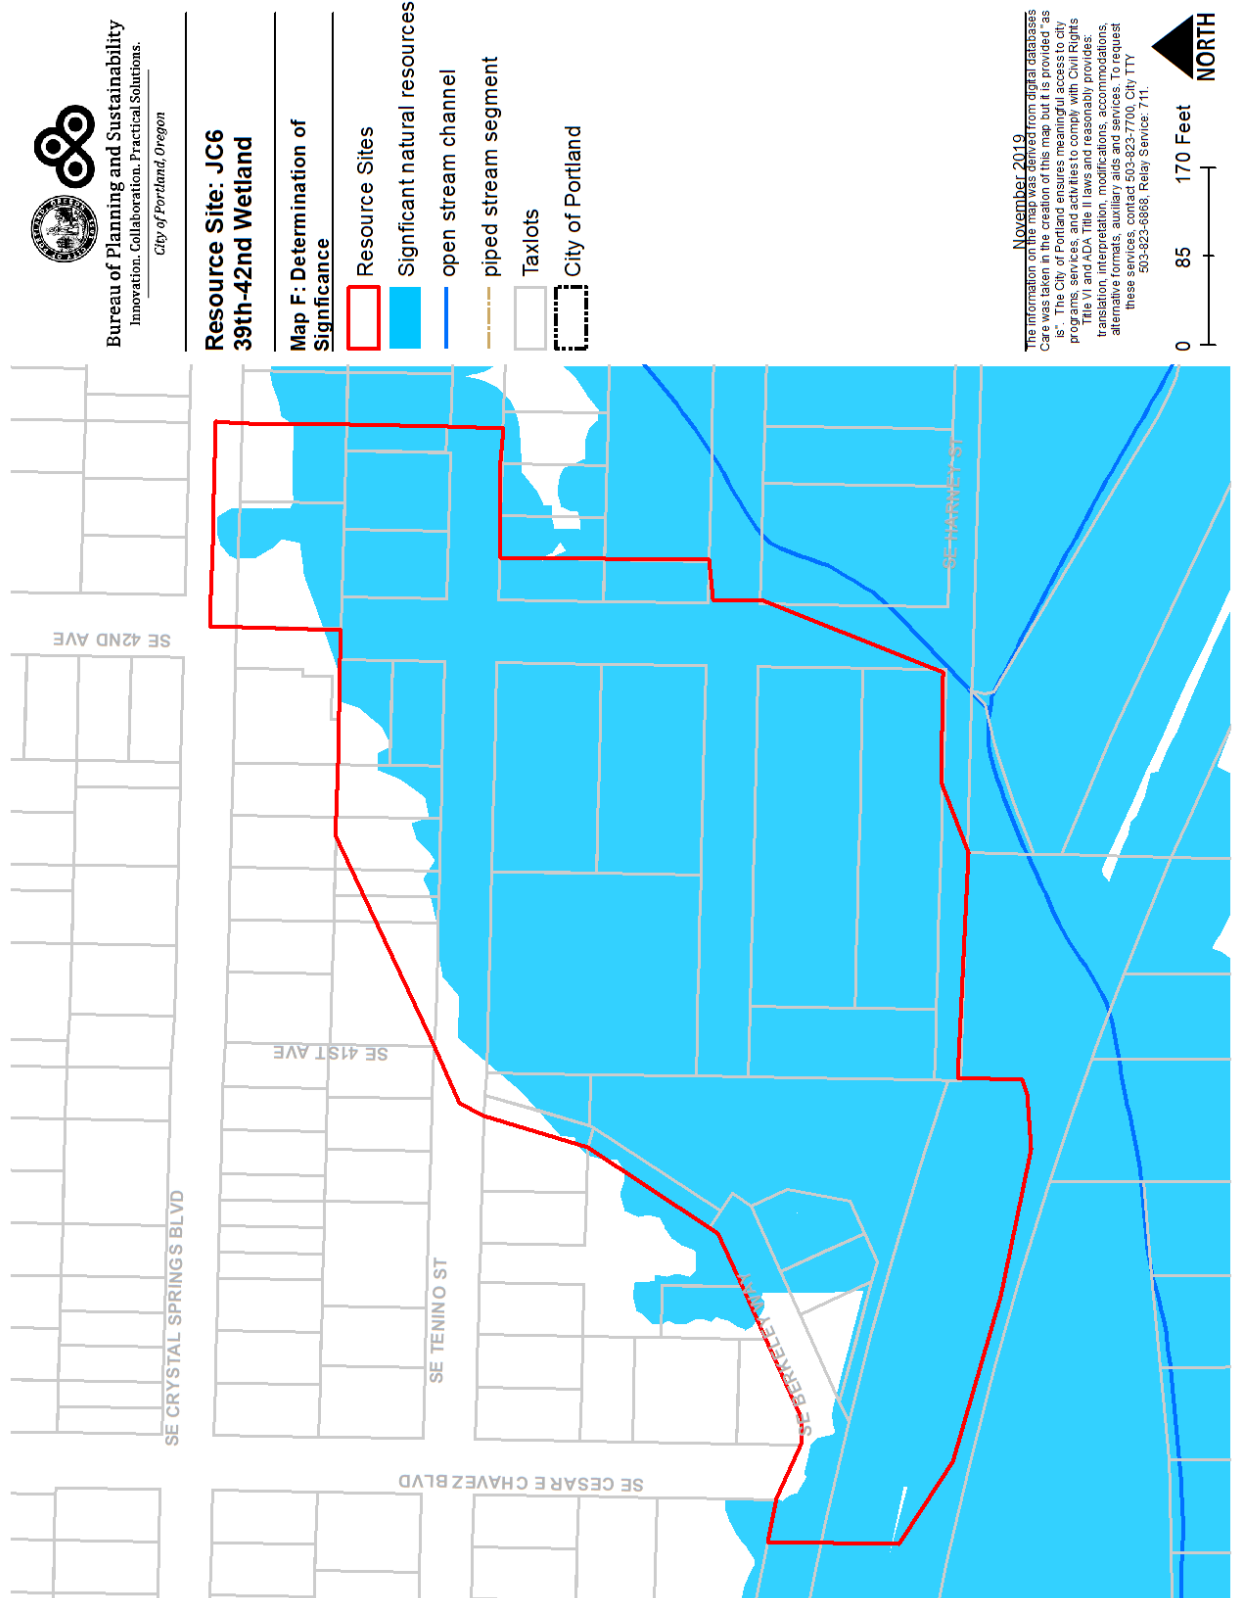 Bureau of Planning and Sustainability
Innovation. Collaboration. Practical Solutions.
City of Portland, Oregon
Resource Site: JC6
39th-42nd Wetland
Map F: Determination of
Signficance
Resource Sites
Signficant natural resources
open stream channel
piped stream segment
Taxlots
City of Portland
November 2019
The information on the map was derived from digital databases
Care was taken in the creation of this map but it is provided "as
is". The City of Portland ensures meaningful access to city
programs, services, and activities to comply with Civil Rights
Title VI and ADA Title II laws and reasonably provides:
translation, interpretation, modifications, accommodations,
alternative formats, auxiliary aids and services. To request
these services, contact 503-823-7700, City TTY
503-823-6868, Relay Service: 711.
0 85 170 Feet
NORTH
SE 42ND AVE
SE HARNEY ST
SE 41ST AVE
SE CRYSTAL SPRINGS BLVD
SE TENINO ST
SE BERKELEY WAY
SE CESAR E CHAVEZ BLVD